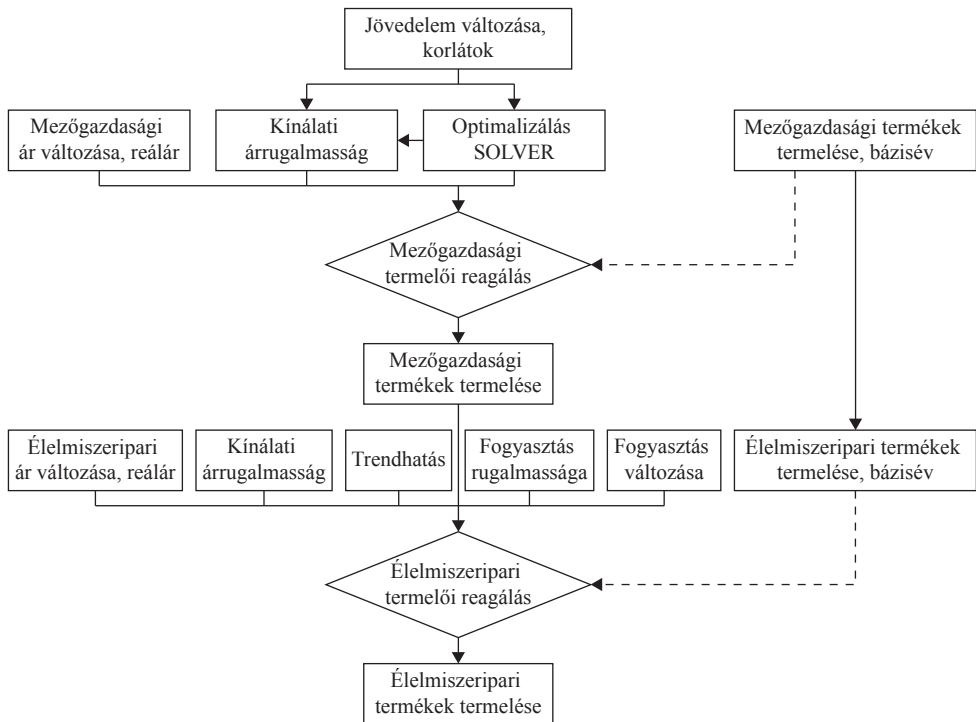 Jövedelem változása,
korlátok
Mezőgazdasági
ár változása, reálár
Kínálati
árrugalmasság
Optimalizálás
SOLVER
Mezőgazdasági termékek
termelése, bázisév
Mezőgazdasági
termelői reagálás
Mezőgazdasági
termékek termelése
Élelmiszeripari
ár változása, reálár
Kínálati
árrugalmasság
Trendhatás
Fogyasztás
rugalmassága
Fogyasztás
változása
Élelmiszeripari termékek
termelése, bázisév
Élelmiszeripari
termelői reagálás
Élelmiszeripari
termékek termelése